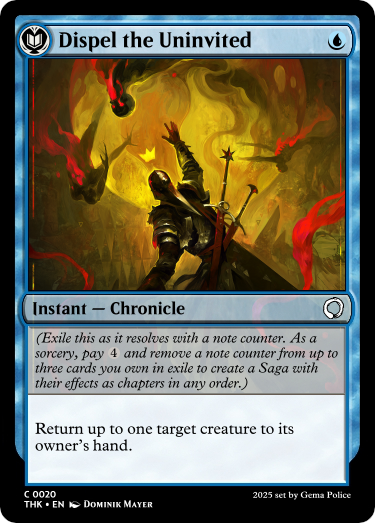 Dispel the Uninvited
Instant — Chronicle
(Exile this as it resolves with a note counter. As a
sorcery, pay 4 and remove a note counter from up to
three cards you own in exile to create a Saga with
their effects as chapters in any order.)
Return up to one target creature to its
owner's hand.
C 0020
THK • EN Dominik Mayer
2025 set by Gema Police